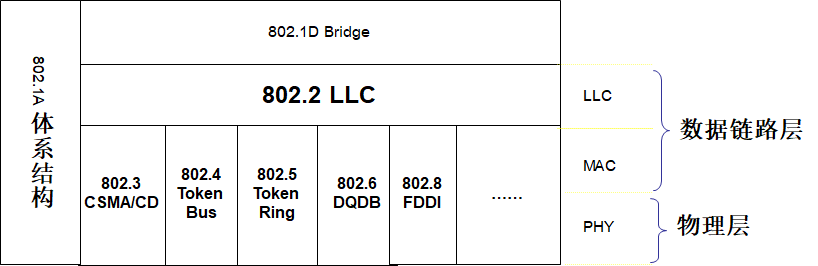 802.1A 体系结构
802.1D Bridge
802.2 LLC
802.3
CSMA/CD
802.4
Token
Bus
802.5
Token
Ring
802.6
DQDB
802.8
FDDI
……
LLC
MAC
PHY
数据链路层
物理层